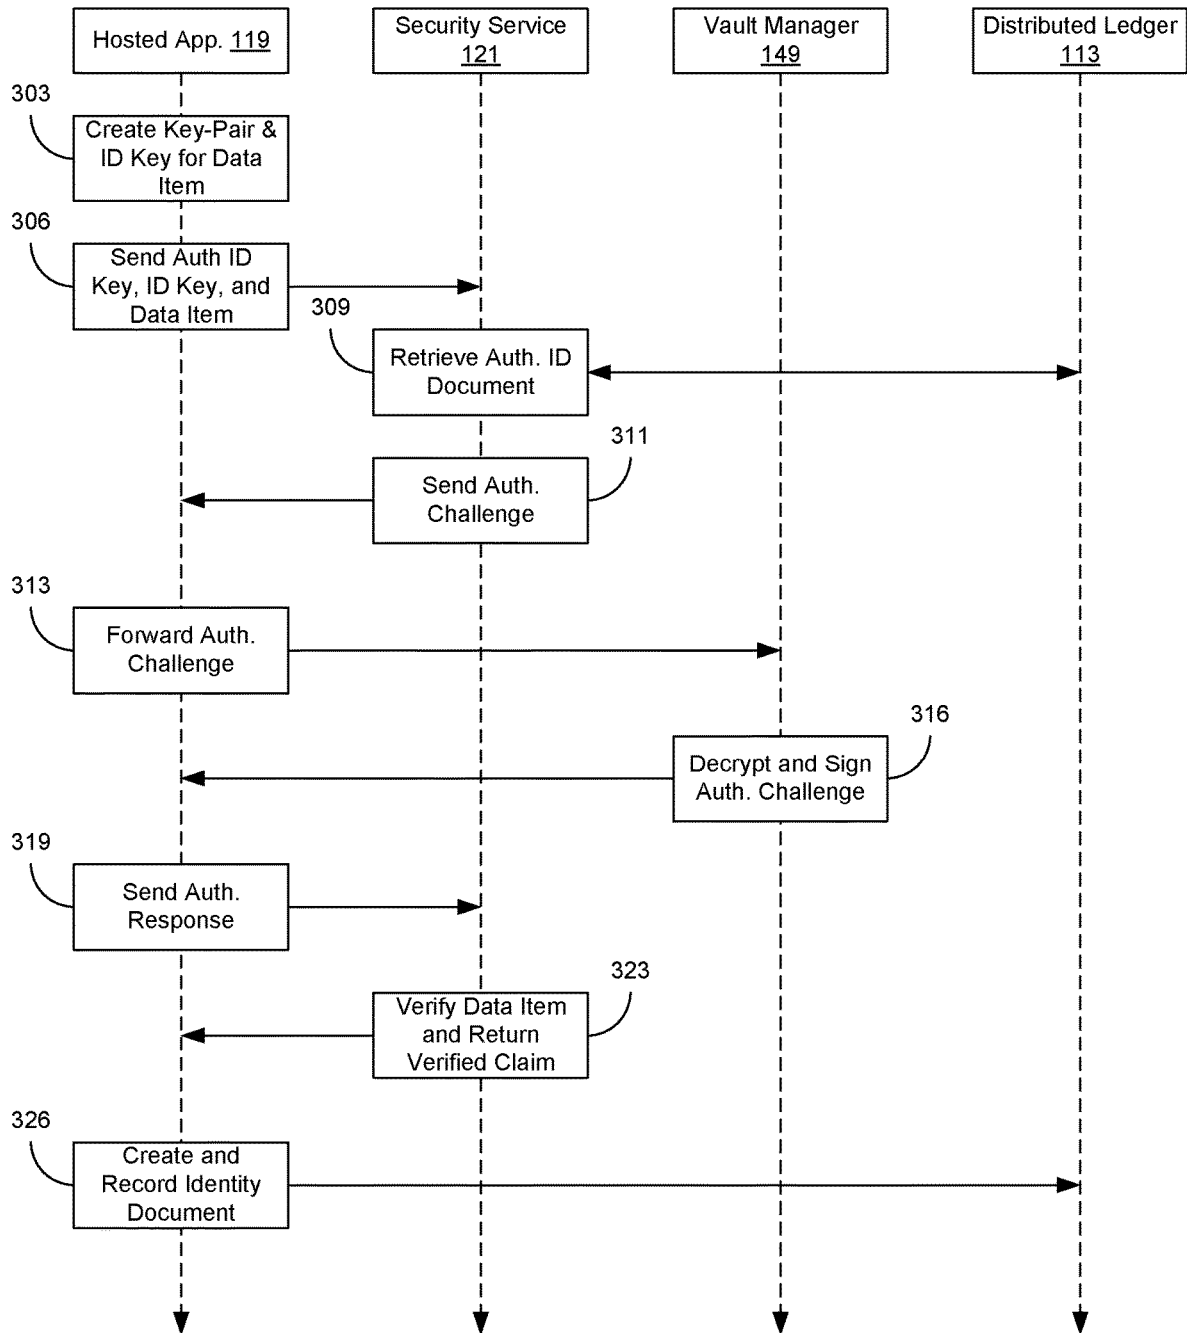 Hosted App. 119
Security Service
121
Vault Manager
149
Distributed Ledger
113
303
Create Key-Pair &
ID Key for Data
Item
306
Send Auth ID
Key, ID Key, and
Data Item
309
Retrieve Auth. ID
Document
311
Send Auth.
Challenge
313
Forward Auth.
Challenge
316
Decrypt and Sign
Auth. Challenge
319
Send Auth.
Response
323
Verify Data Item
and Return
Verified Claim
326
Create and
Record Identity
Document